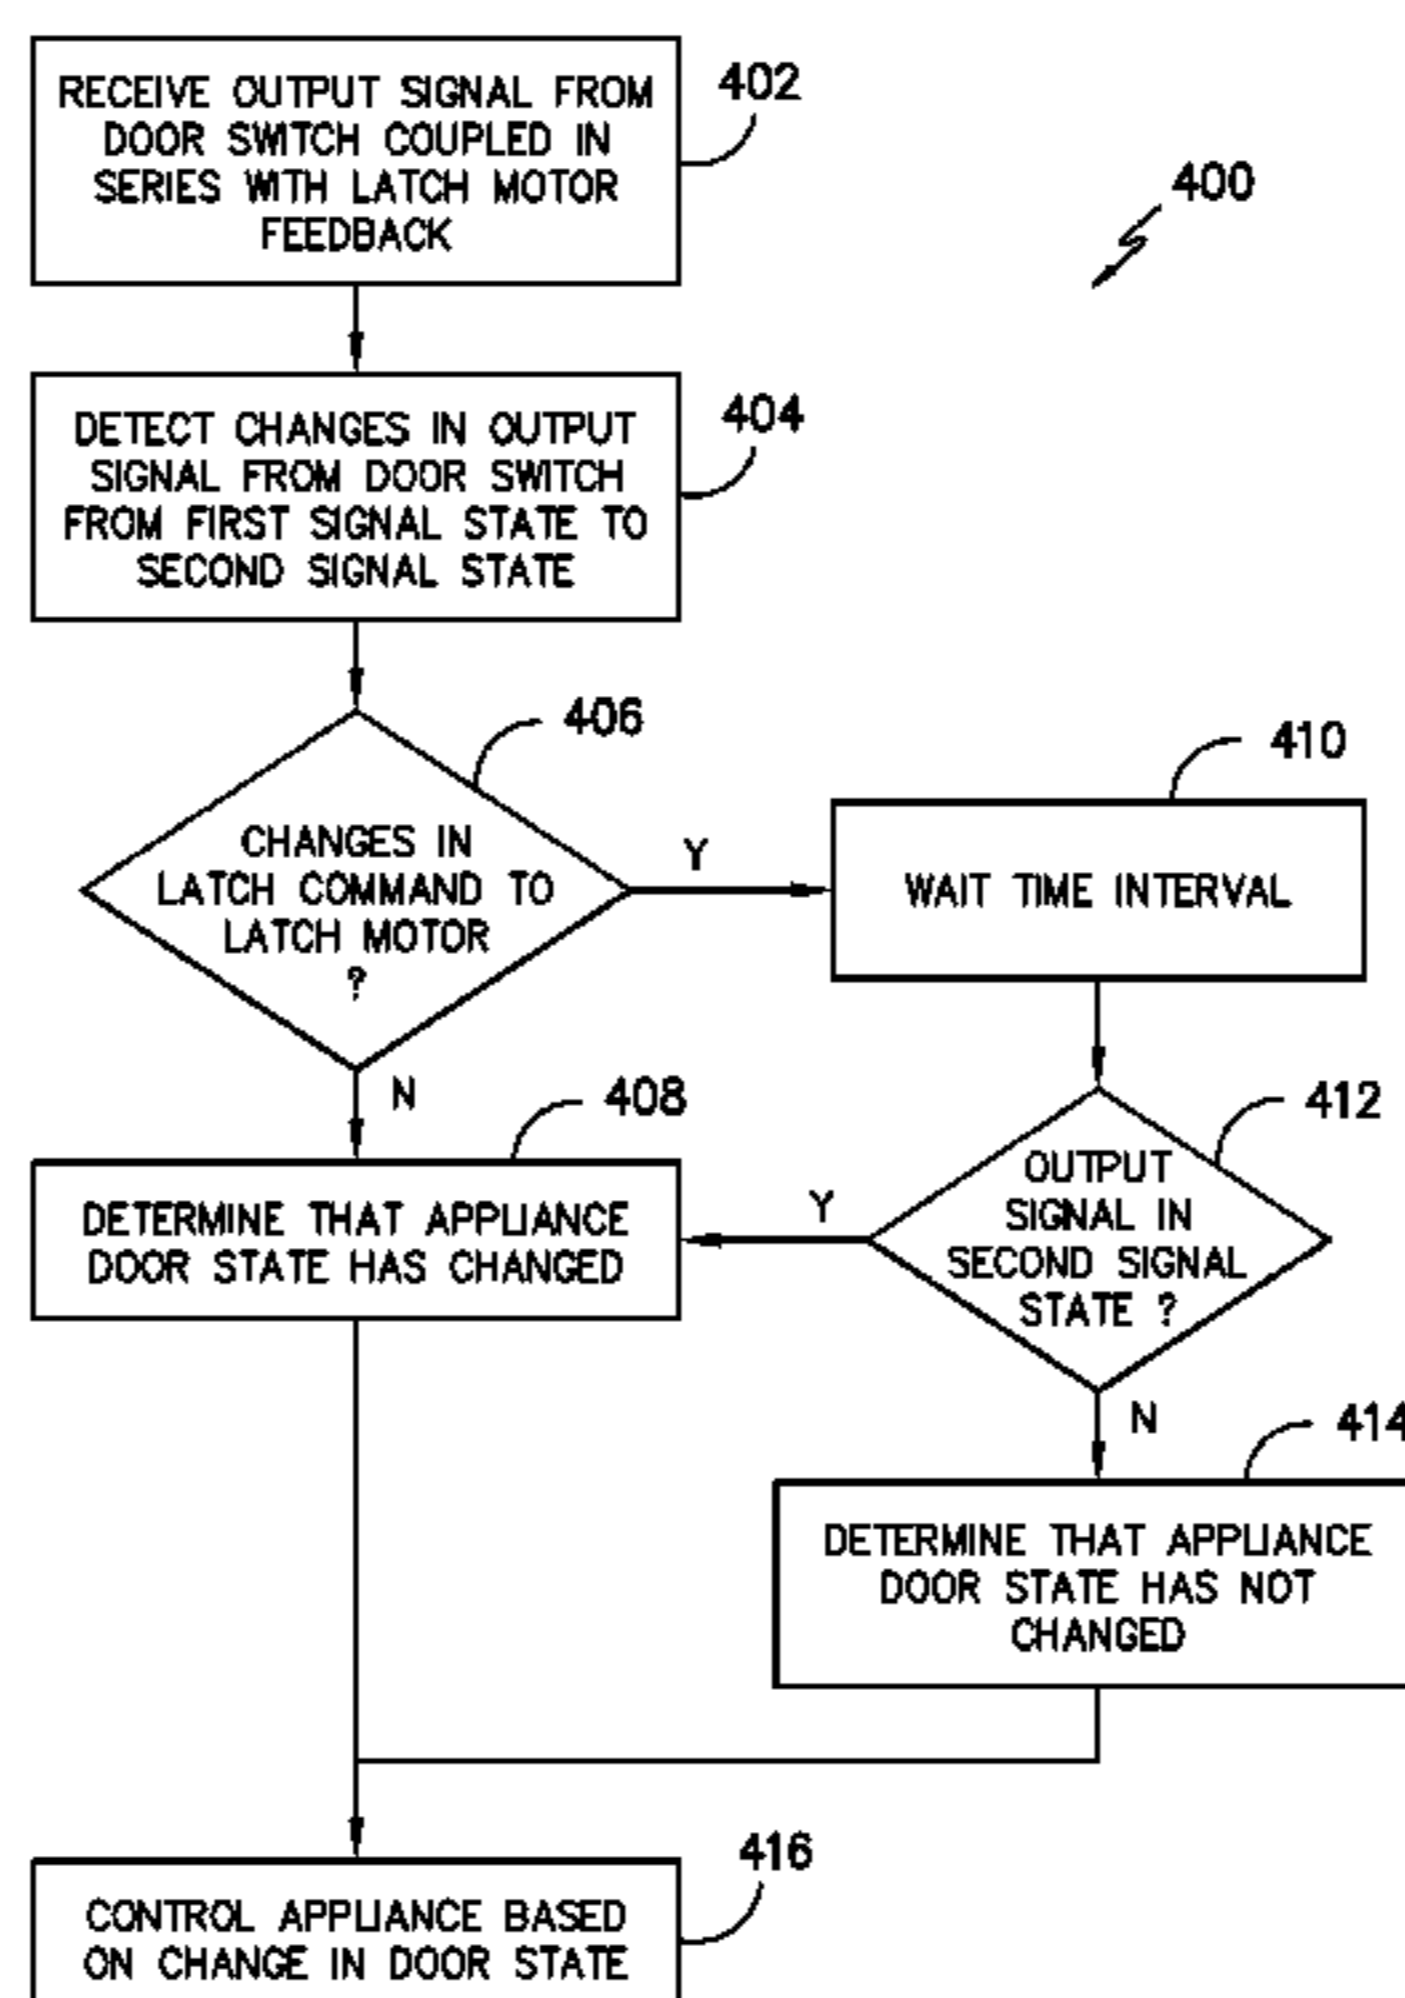 RECEIVE OUTPUT SIGNAL FROM
DOOR SWITCH COUPLED IN
SERIES WITH LATCH MOTOR
FEEDBACK
402
400
DETECT CHANGES IN OUTPUT
SIGNAL FROM DOOR SWITCH
FROM FIRST SIGNAL STATE TO
SECOND SIGNAL STATE
404
406
CHANGES IN
LATCH COMMAND TO
LATCH MOTOR
?
Y
N
410
WAIT TIME INTERVAL
408
DETERMINE THAT APPLIANCE
DOOR STATE HAS CHANGED
412
OUTPUT
SIGNAL IN
SECOND SIGNAL
STATE ?
Y
N
414
DETERMINE THAT APPLIANCE
DOOR STATE HAS NOT
CHANGED
416
CONTROL APPLIANCE BASED
ON CHANGE IN DOOR STATE